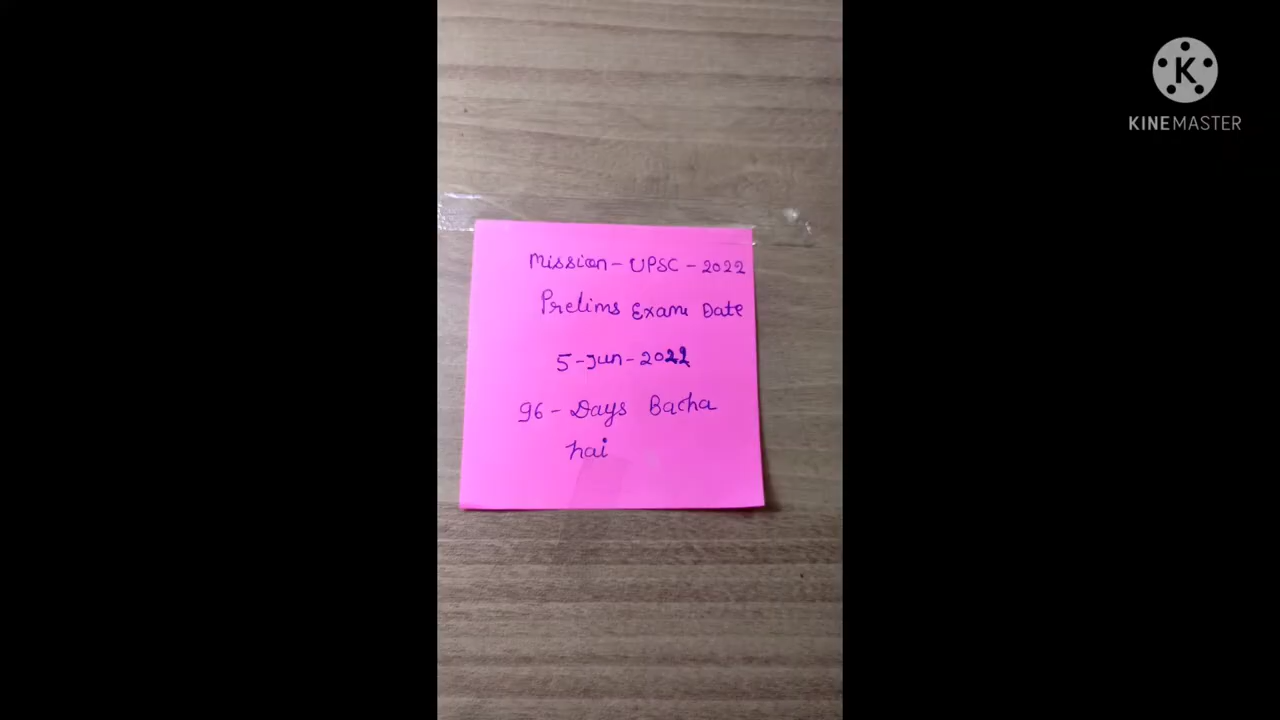 Mission - UPSC - 2022
Prelims Exam Date
5 - Jun - 2022
96 - Days Bacha
hai
KINEMASTER